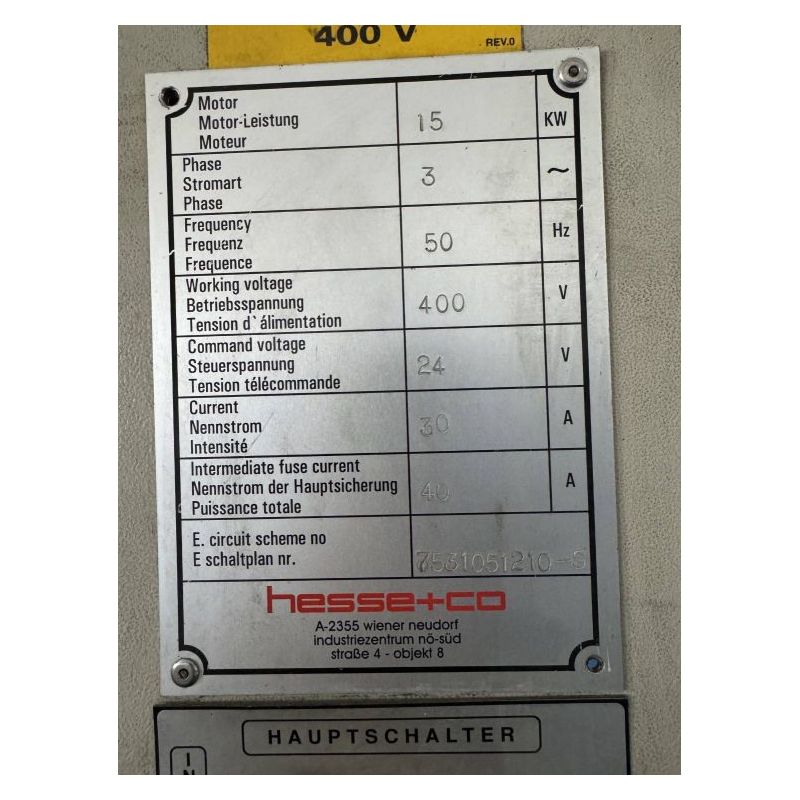 400 V
REV.0
Motor
Motor-Leistung
Moteur
15
KW
Phase
Stromart
Phase
3
~
Frequency
Frequenz
Frequence
50
Hz
Working voltage
Betriebsspannung
Tension d`álimentation
400
V
Command voltage
Steuerspannung
Tension télécommande
24
V
Current
Nennstrom
Intensité
30
A
Intermediate fuse current
Nennstrom der Hauptsicherung
Puissance totale
40
A
E. circuit scheme no
E schaltplan nr.
7531051210-S
hesse+co
A-2355 wiener neudorf
industriezentrum nö-süd
straße 4 - objekt 8
HAUPTSCHALTER
I
N